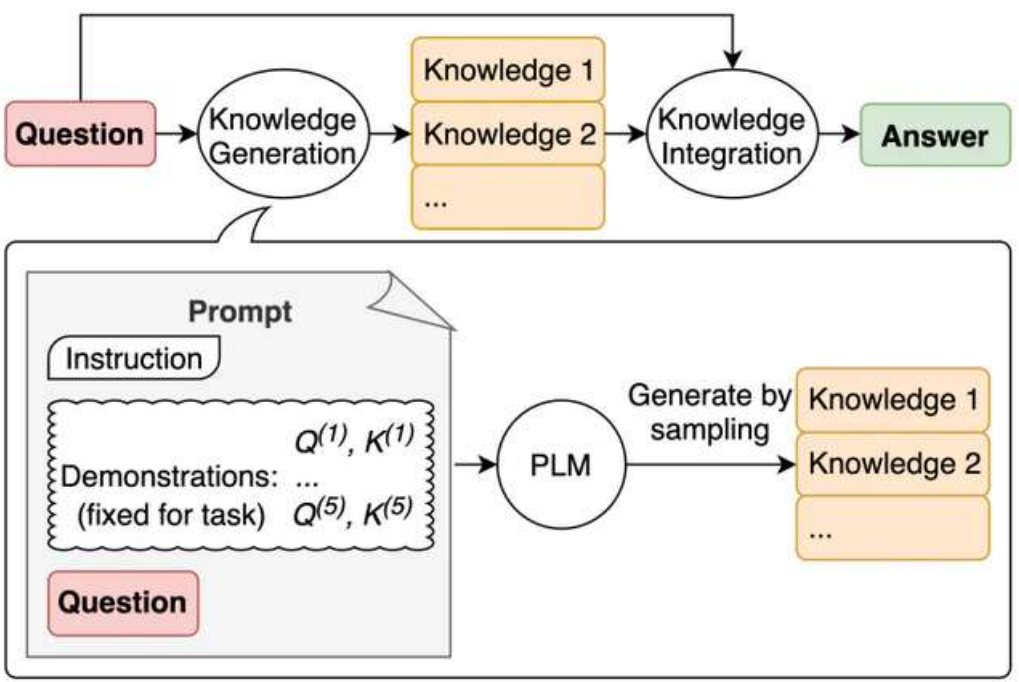 Question
Knowledge
Generation
Knowledge 1
Knowledge 2
...
Knowledge
Integration
Answer
Prompt
Instruction
Q(1), K(1)
Demonstrations: ...
(fixed for task) Q(5), K(5)
Question
PLM
Generate by
sampling
Knowledge 1
Knowledge 2
...